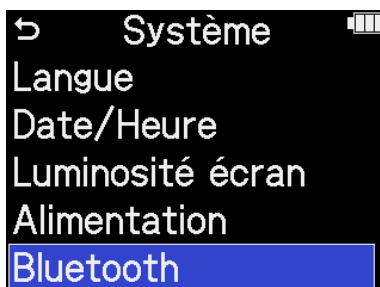 Système
Langue
Date/Heure
Luminosité écran
Alimentation
Bluetooth